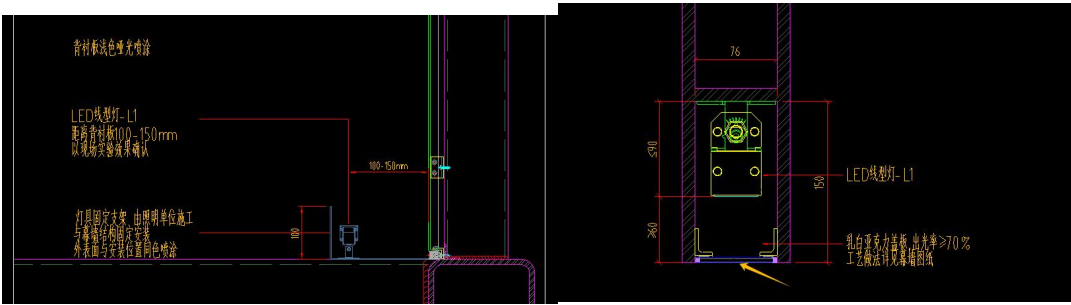 背衬板浅色哑光喷涂
LED线型灯-L1
距离背衬板100-150mm
以现场实验效果确认
100-150mm
灯具固定支架 由照明单位施工
与幕墙结构固定安装
外表面与安装位置同色喷涂
100
76
≤90
150
LED线型灯-L1
≥60
乳白亚克力盖板,出光率≥70%
工艺做法详见幕墙图纸